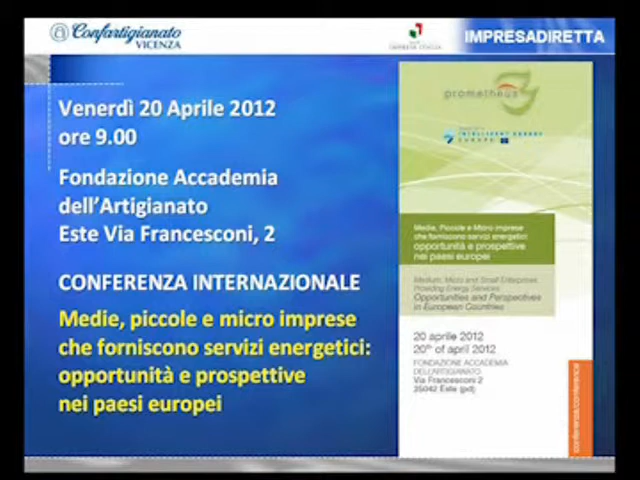 Confartigianato
VICENZA
IMPRESADIRETTA
Venerdì 20 Aprile 2012
ore 9.00
Fondazione Accademia
dell'Artigianato
Este Via Francesconi, 2
CONFERENZA INTERNAZIONALE
Medie, piccole e micro imprese
che forniscono servizi energetici:
opportunità e prospettive
nei paesi europei
prometheus
INTELLIGENT ENERGY
EUROPE
Medie, Piccole e Micro imprese
che forniscono servizi energetici:
opportunità e prospettive
nei paesi europei
Medium, Micro and Small Enterprises
Providing Energy Services:
Opportunities and Perspectives
in European Countries
20 aprile 2012
20th of april 2012
FONDAZIONE ACCADEMIA
DELL'ARTIGIANATO
Via Francesconi 2
35042 Este (pd)
conferenza/conference